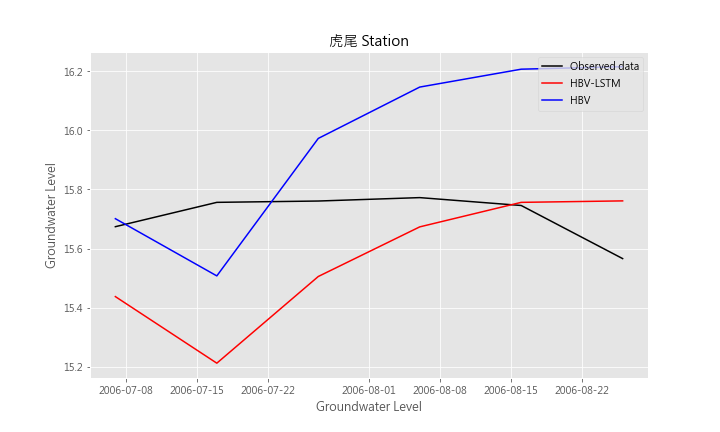 虎尾 Station
Observed data
HBV-LSTM
HBV
Groundwater Level
16.2
16.0
15.8
15.6
15.4
15.2
2006-07-08 2006-07-15 2006-07-22 2006-08-01 2006-08-08 2006-08-15 2006-08-22
Groundwater Level